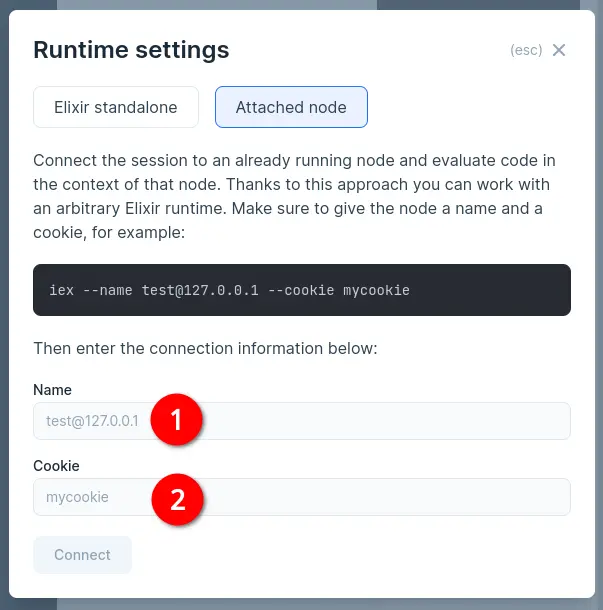 Runtime settings
(esc)
Elixir standalone
Attached node
Connect the session to an already running node and evaluate code in
the context of that node. Thanks to this approach you can work with
an arbitrary Elixir runtime. Make sure to give the node a name and a
cookie, for example:
iex --name test@127.0.0.1 --cookie mycookie
Then enter the connection information below:
Name
test@127.0.0.1
1
Cookie
mycookie
2
Connect